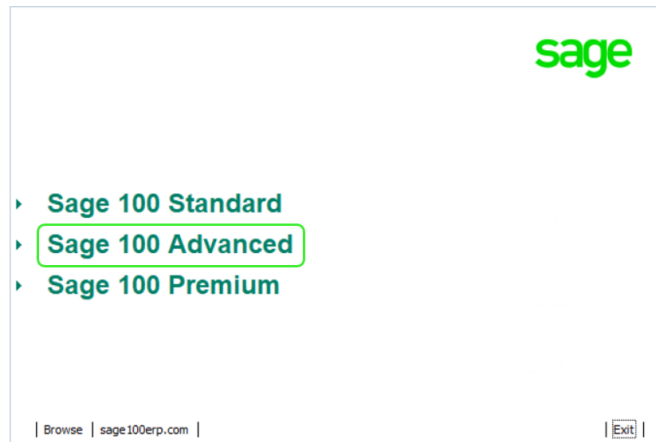 sage
Sage 100 Standard
Sage 100 Advanced
Sage 100 Premium
| Browse | sage100erp.com | | Exit |